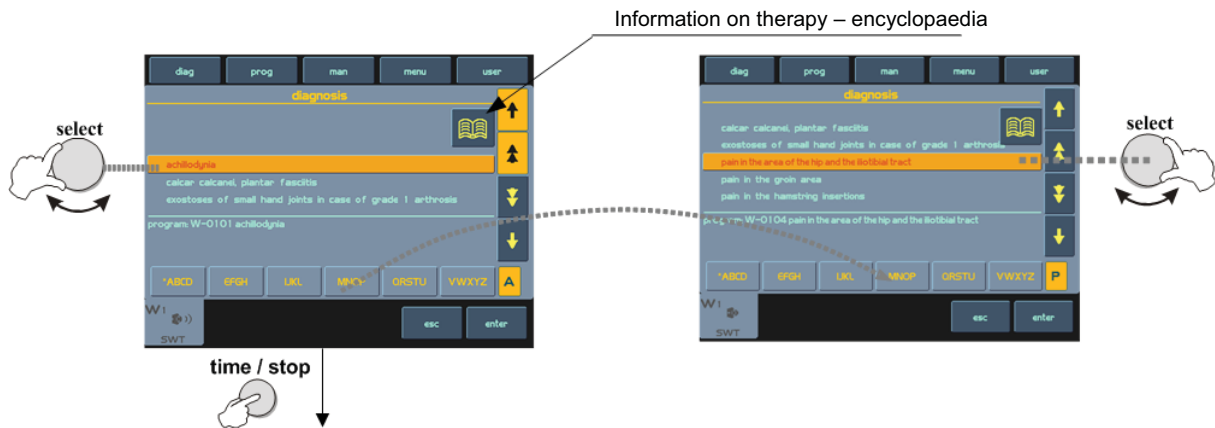 Information on therapy – encyclopaedia
diag prog man menu user
diagnosis
select
achillodynia
calcar calcanei, plantar fasciitis
exostoses of small hand joints in case of grade 1 arthrosis
program: W-0101 achillodynia
*ABCD EFGH IJKL MNOP QRSTU VWXYZ A
W1
SWT
esc enter
time / stop
diag prog man menu user
diagnosis
calcar calcanei, plantar fasciitis
exostoses of small hand joints in case of grade 1 arthrosis
pain in the area of the hip and the iliotibial tract
pain in the groin area
pain in the hamstring insertions
program: W-0104 pain in the area of the hip and the iliotibial tract
*ABCD EFGH IJKL MNOP QRSTU VWXYZ P
W1
SWT
esc enter
select